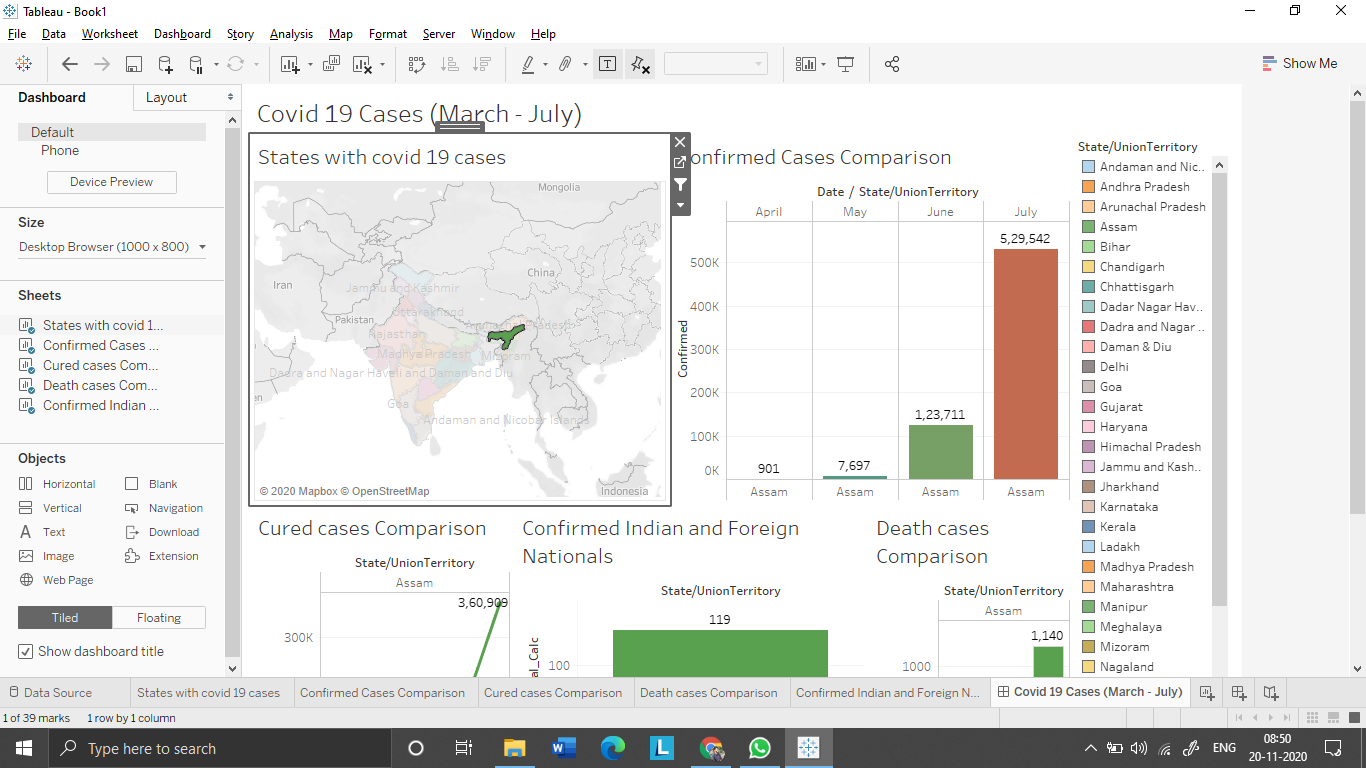 Tableau - Book1
File Data Worksheet Dashboard Story Analysis Map Format Server Window Help
Show Me
Dashboard Layout
Default
Phone
Device Preview
Size
Desktop Browser (1000 x 800)
Sheets
States with covid 1...
Confirmed Cases ...
Cured cases Com...
Death cases Com...
Confirmed Indian ...
Objects
Horizontal Blank
Vertical Navigation
Text Download
Image Extension
Web Page
Tiled Floating
Show dashboard title
Covid 19 Cases (March - July)
States with covid 19 cases
Mongolia
China
Iran
Jammu and Kashmir
Uttarakhand
Pakistan
Rajasthan
Madhya Pradesh Mizoram
Dadra and Nagar Haveli and Daman and Diu
Goa
Andaman and Nicobar Islands
Indonesia
© 2020 Mapbox © OpenStreetMap
onfirmed Cases Comparison
Date / State/UnionTerritory
April May June July
Confirmed
500K
400K
300K
200K
100K
0K
901 7,697 1,23,711 5,29,542
Assam Assam Assam Assam
State/UnionTerritory
Andaman and Nic..
Andhra Pradesh
Arunachal Pradesh
Assam
Bihar
Chandigarh
Chhattisgarh
Dadar Nagar Hav..
Dadra and Nagar ..
Daman & Diu
Delhi
Goa
Gujarat
Haryana
Himachal Pradesh
Jammu and Kash..
Jharkhand
Karnataka
Kerala
Ladakh
Madhya Pradesh
Maharashtra
Manipur
Meghalaya
Mizoram
Nagaland
Cured cases Comparison
State/UnionTerritory
Assam
3,60,909
300K
Confirmed Indian and Foreign
Nationals
State/UnionTerritory
119
al_Calc
100
Death cases
Comparison
State/UnionTerritory
Assam
1,140
1000
Data Source States with covid 19 cases Confirmed Cases Comparison Cured cases Comparison Death cases Comparison Confirmed Indian and Foreign N... Covid 19 Cases (March - July)
1 of 39 marks 1 row by 1 column
Type here to search
ENG
08:50
20-11-2020